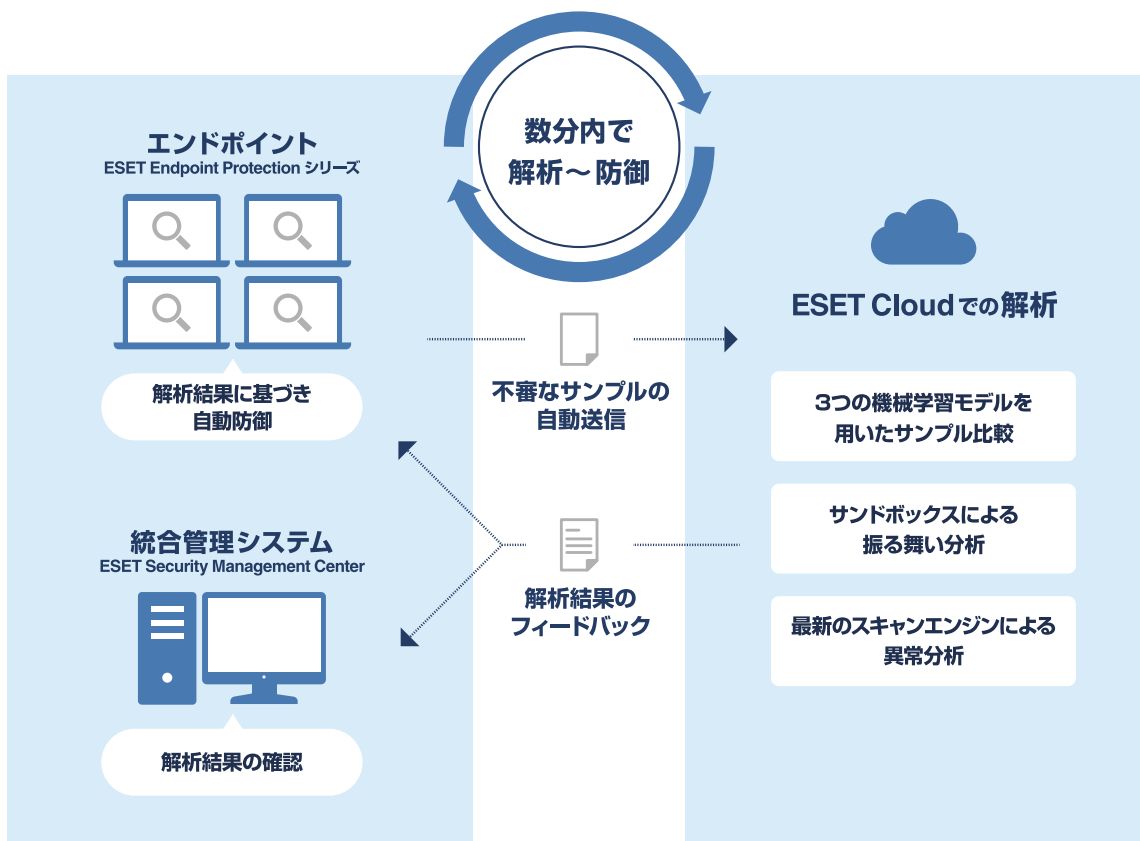 数分内で
解析～防御
エンドポイント
ESET Endpoint Protection シリーズ
解析結果に基づき
自動防御
不審なサンプルの
自動送信
ESET Cloudでの解析
3つの機械学習モデルを
用いたサンプル比較
サンドボックスによる
振る舞い分析
最新のスキャンエンジンによる
異常分析
解析結果の
フィードバック
統合管理システム
ESET Security Management Center
解析結果の確認